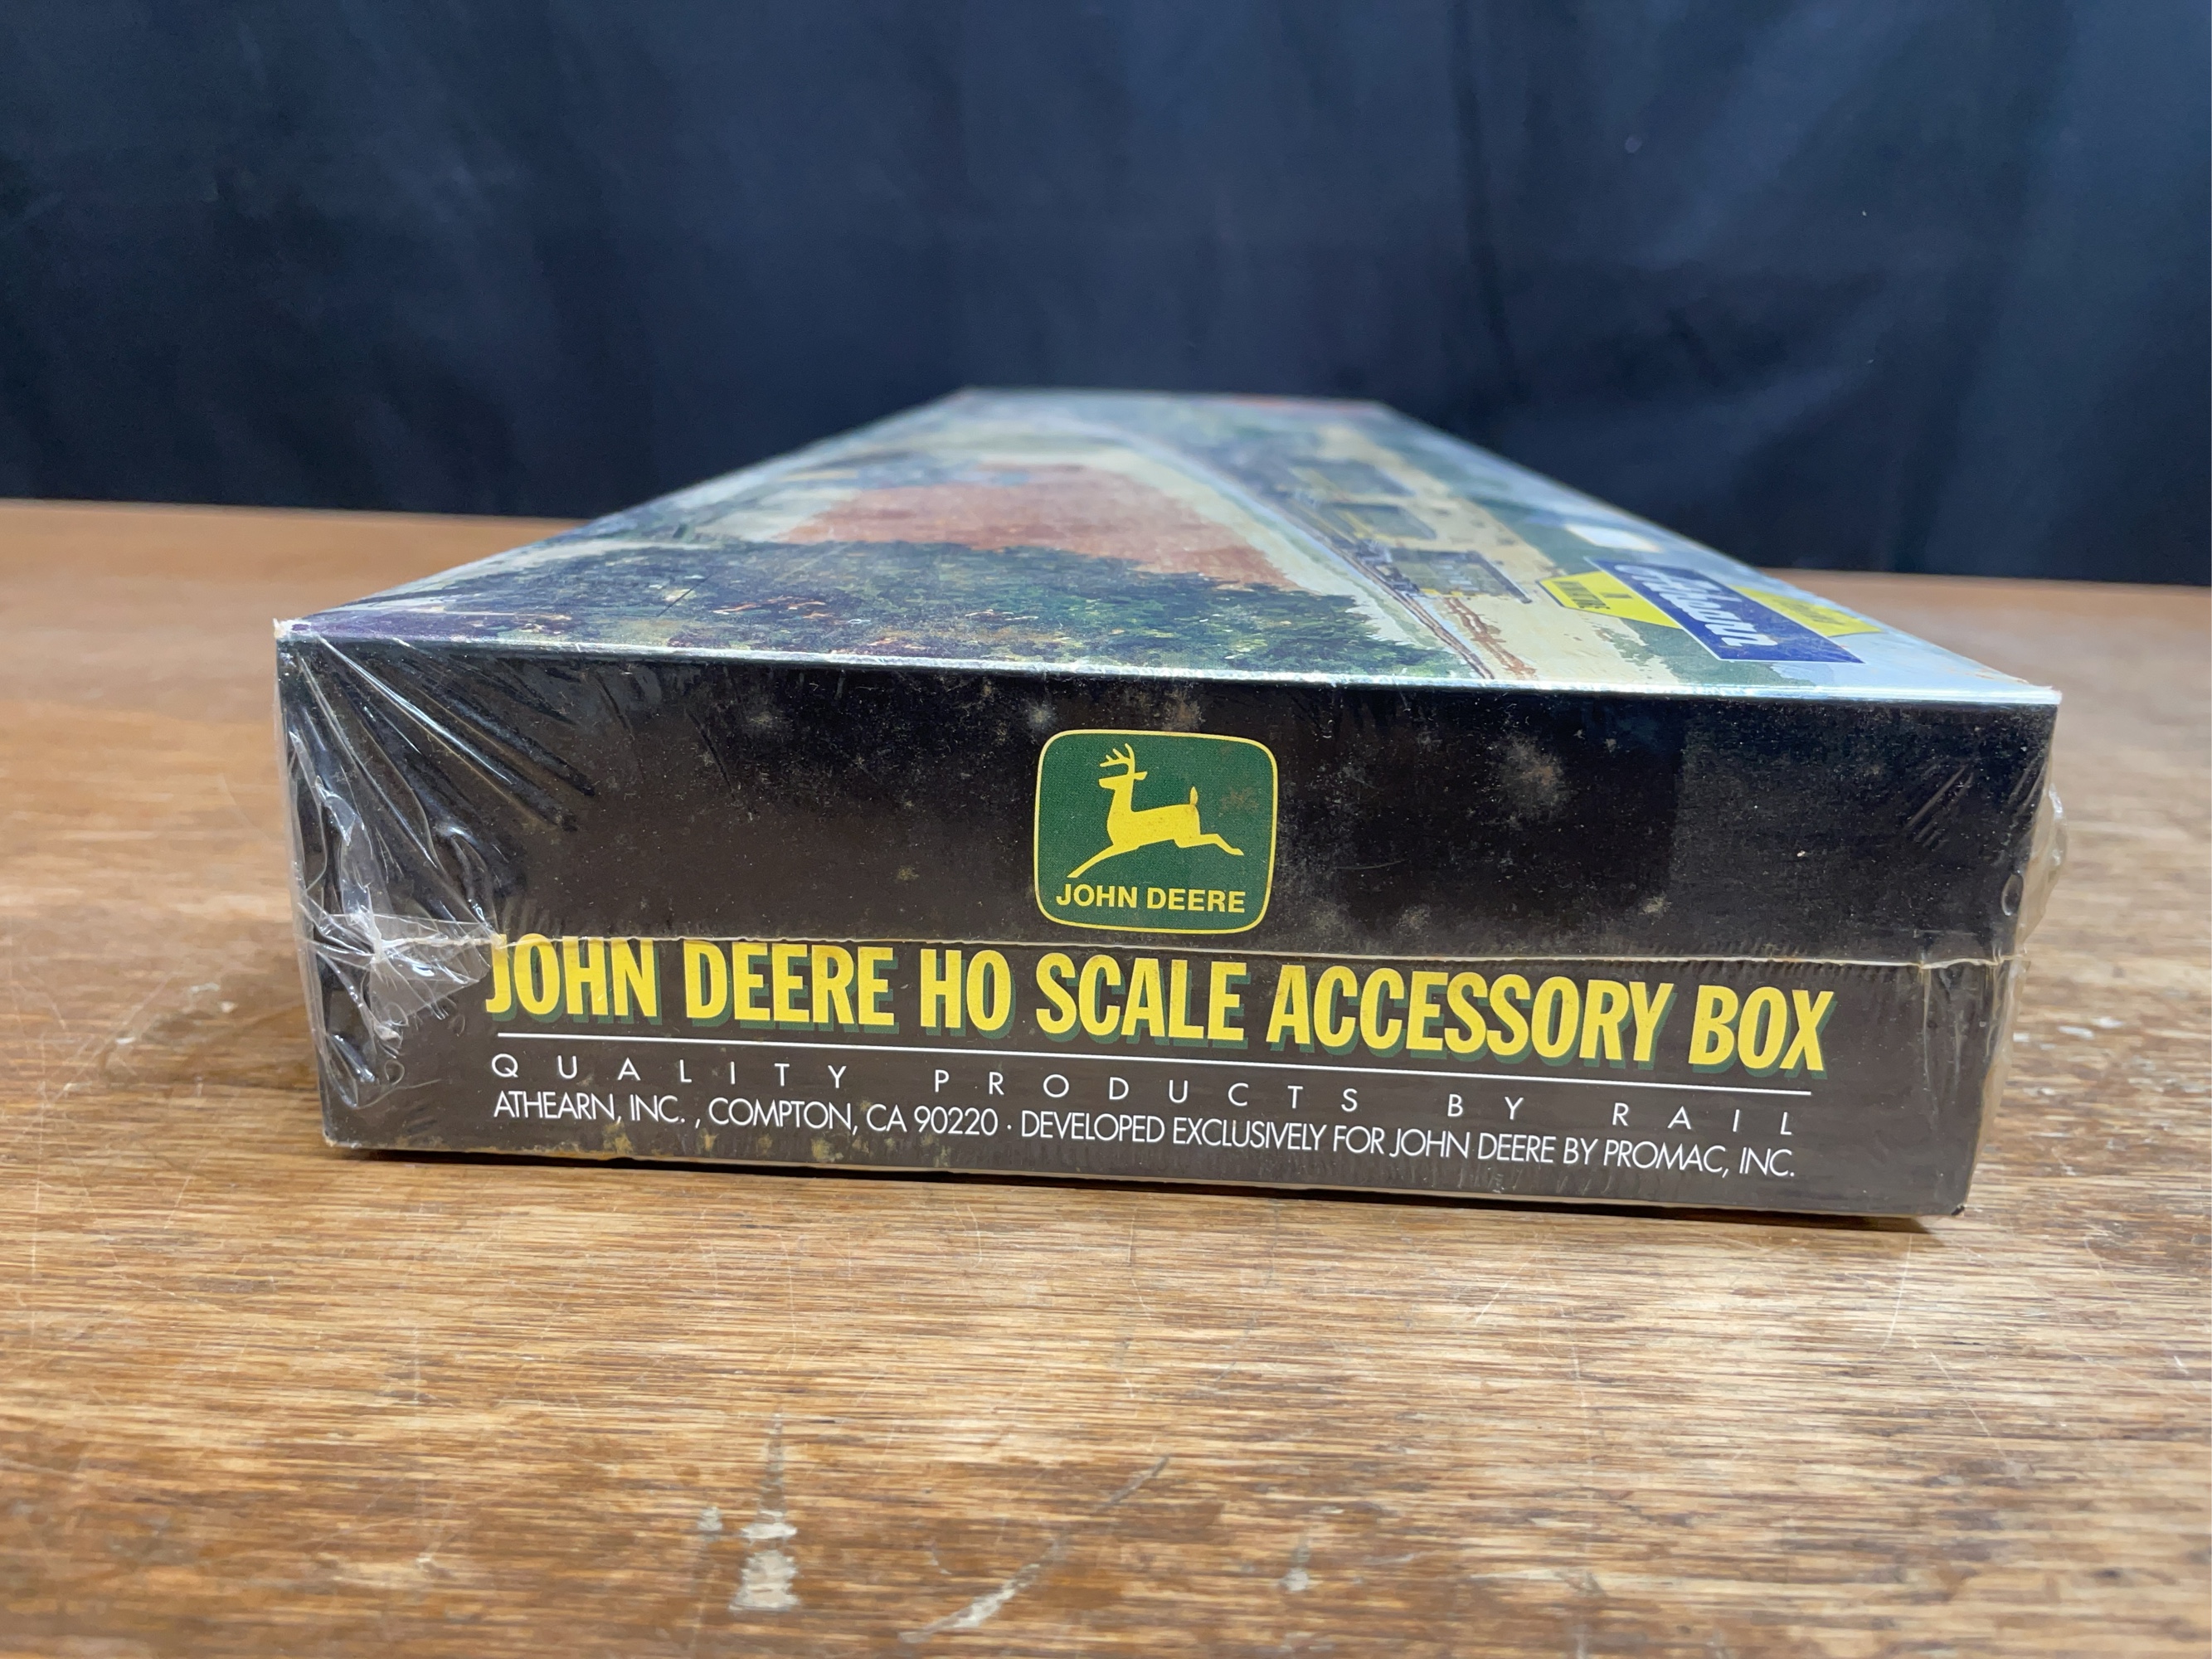 Athearn
JOHN DEERE
JOHN DEERE HO SCALE ACCESSORY BOX
QUALITY PRODUCTS BY RAIL
ATHEARN, INC. , COMPTON, CA 90220 · DEVELOPED EXCLUSIVELY FOR JOHN DEERE BY PROMAC, INC.